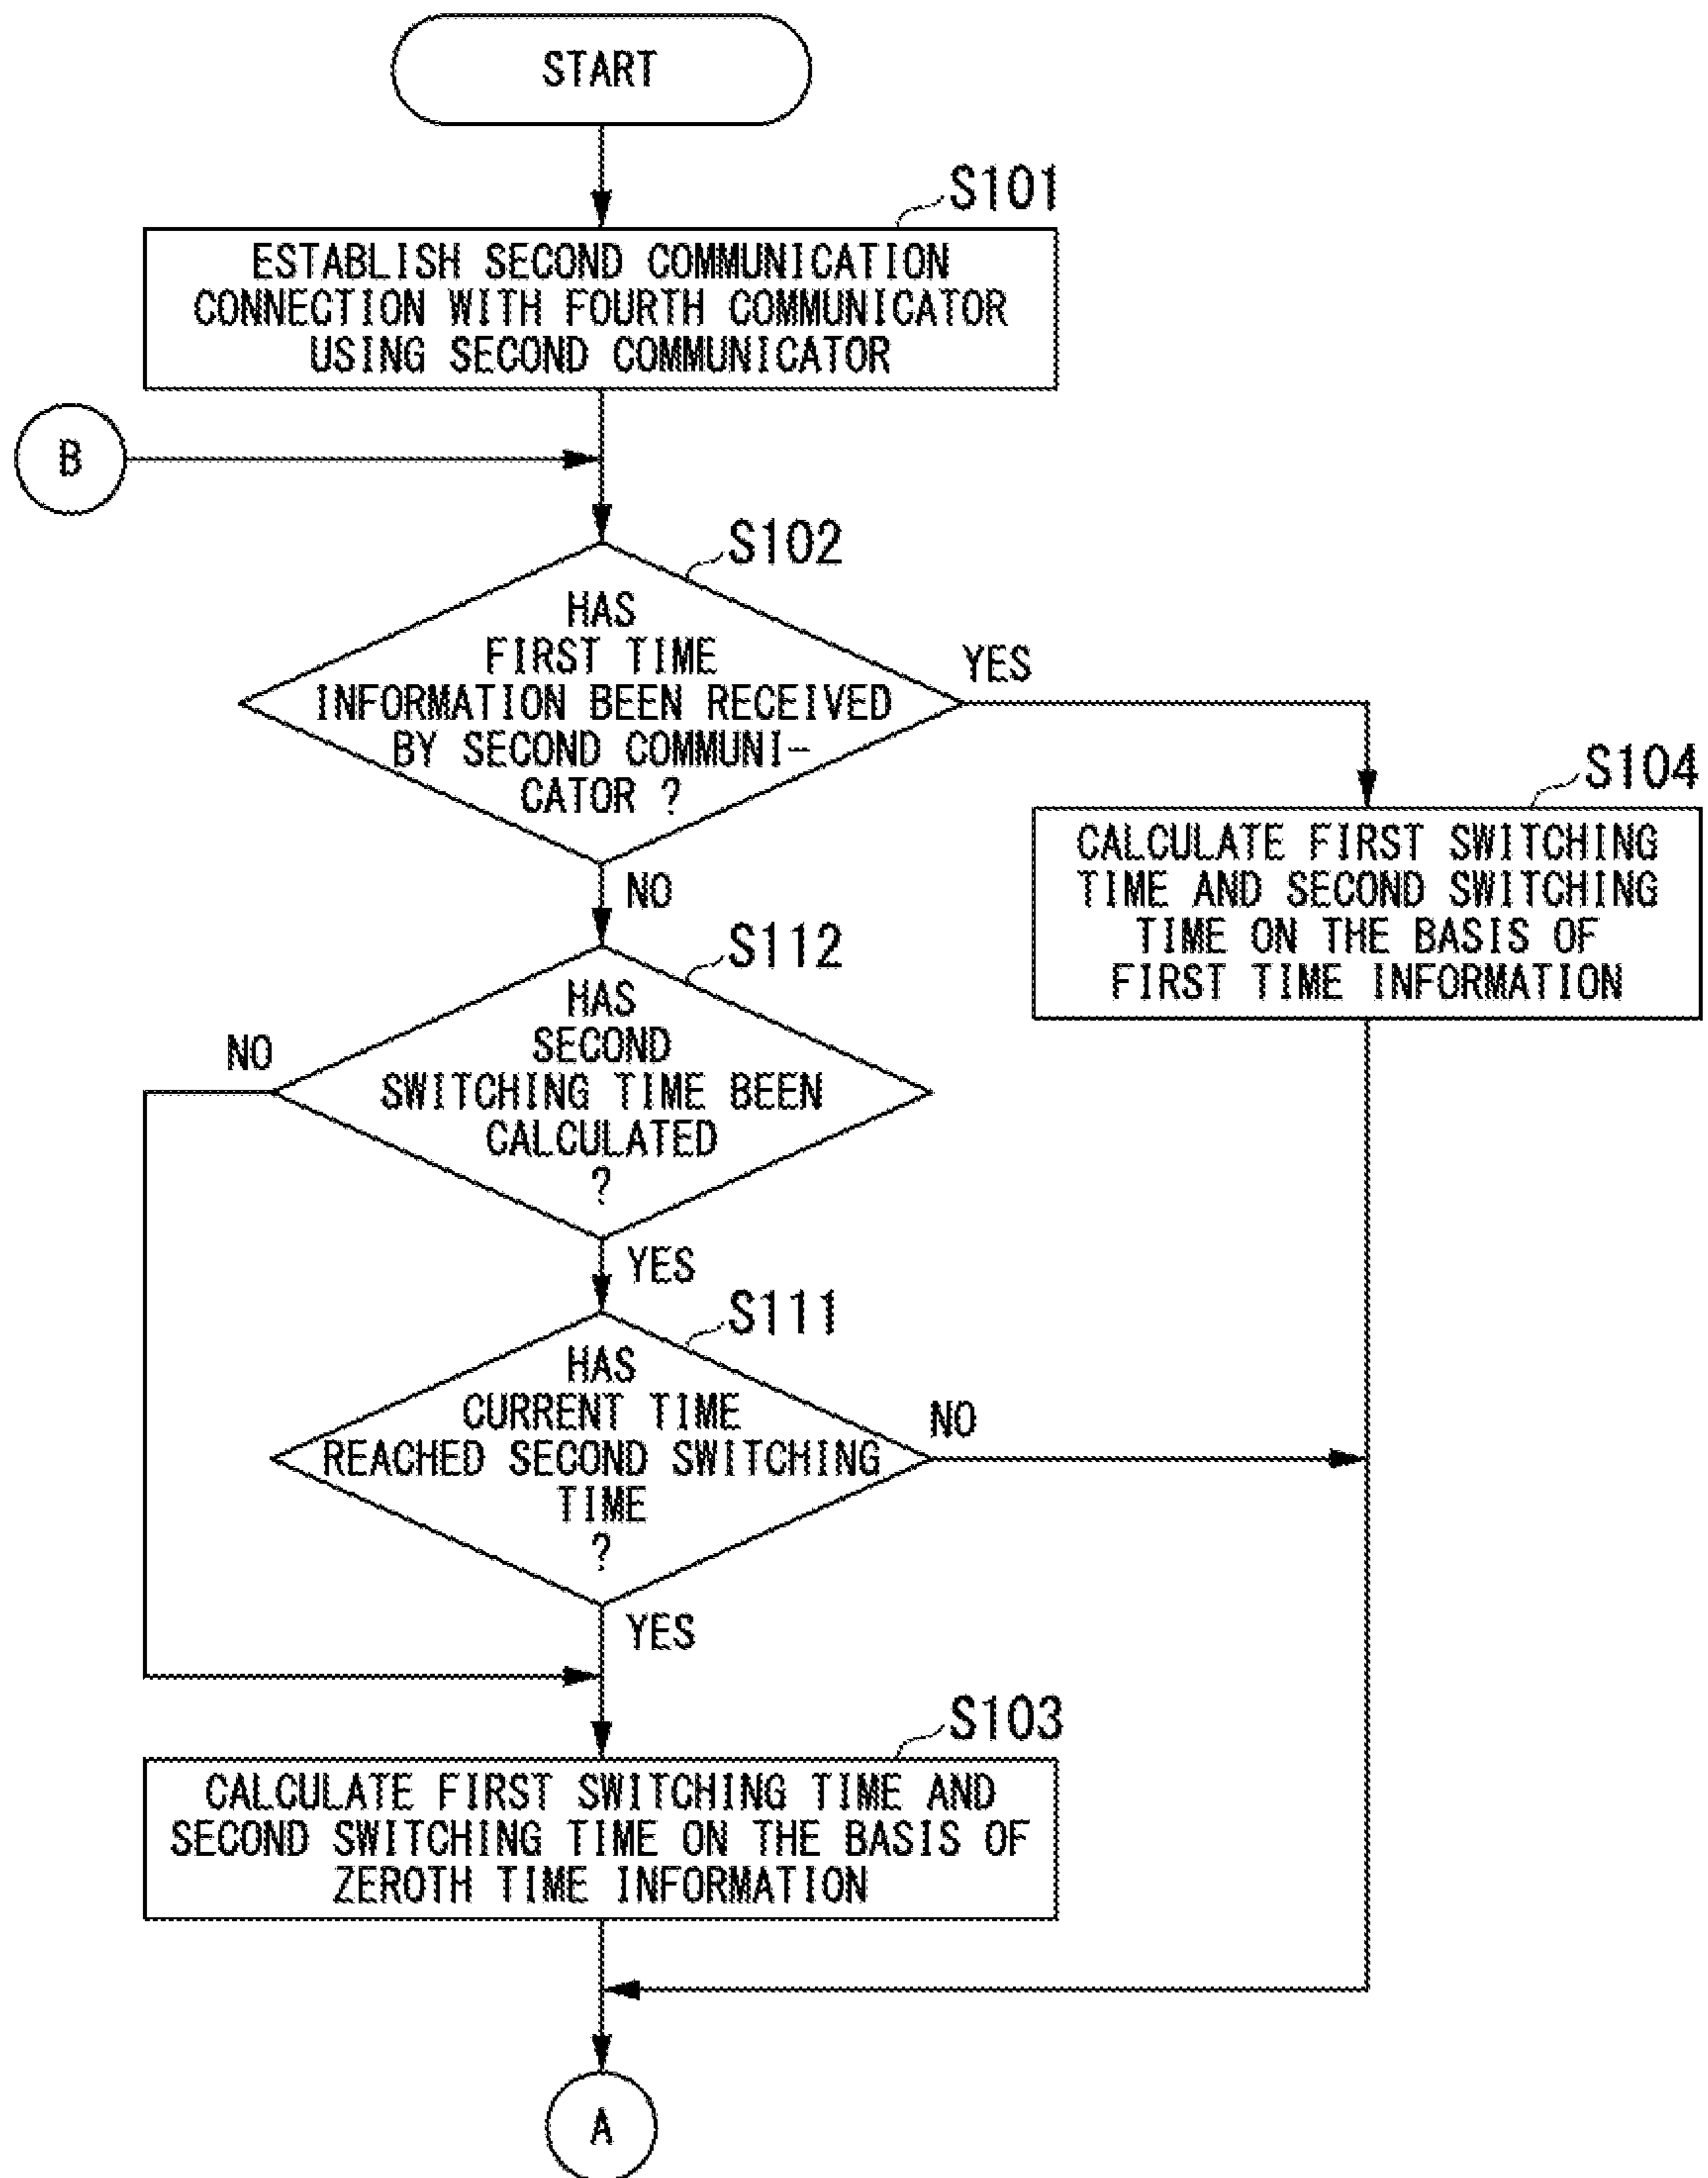 START
S101
ESTABLISH SECOND COMMUNICATION
CONNECTION WITH FOURTH COMMUNICATOR
USING SECOND COMMUNICATOR
B
S102
HAS
FIRST TIME
INFORMATION BEEN RECEIVED
BY SECOND COMMUNI-
CATOR ?
YES
NO
S104
CALCULATE FIRST SWITCHING
TIME AND SECOND SWITCHING
TIME ON THE BASIS OF
FIRST TIME INFORMATION
S112
HAS
SECOND
SWITCHING TIME BEEN
CALCULATED
?
NO
YES
S111
HAS
CURRENT TIME
REACHED SECOND SWITCHING
TIME
?
NO
YES
S103
CALCULATE FIRST SWITCHING TIME AND
SECOND SWITCHING TIME ON THE BASIS OF
ZEROTH TIME INFORMATION
A